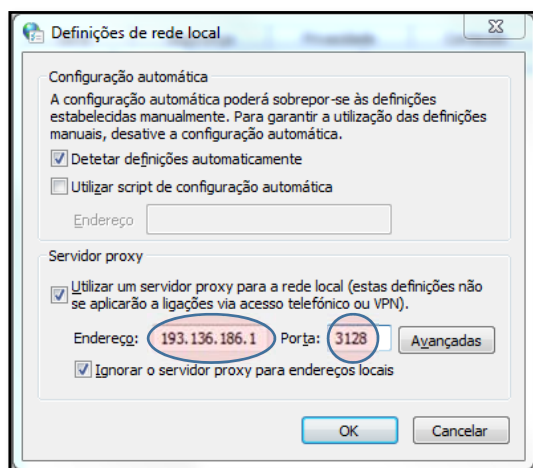 Definições de rede local
Configuração automática
A configuração automática poderá sobrepor-se às definições
estabelecidas manualmente. Para garantir a utilização das definições
manuais, desative a configuração automática.
Detetar definições automaticamente
Utilizar script de configuração automática
Endereço
Servidor proxy
Utilizar um servidor proxy para a rede local (estas definições não
se aplicarão a ligações via acesso telefónico ou VPN).
Endereço: 193.136.186.1 Porta: 3128 Avançadas
Ignorar o servidor proxy para endereços locais
OK Cancelar